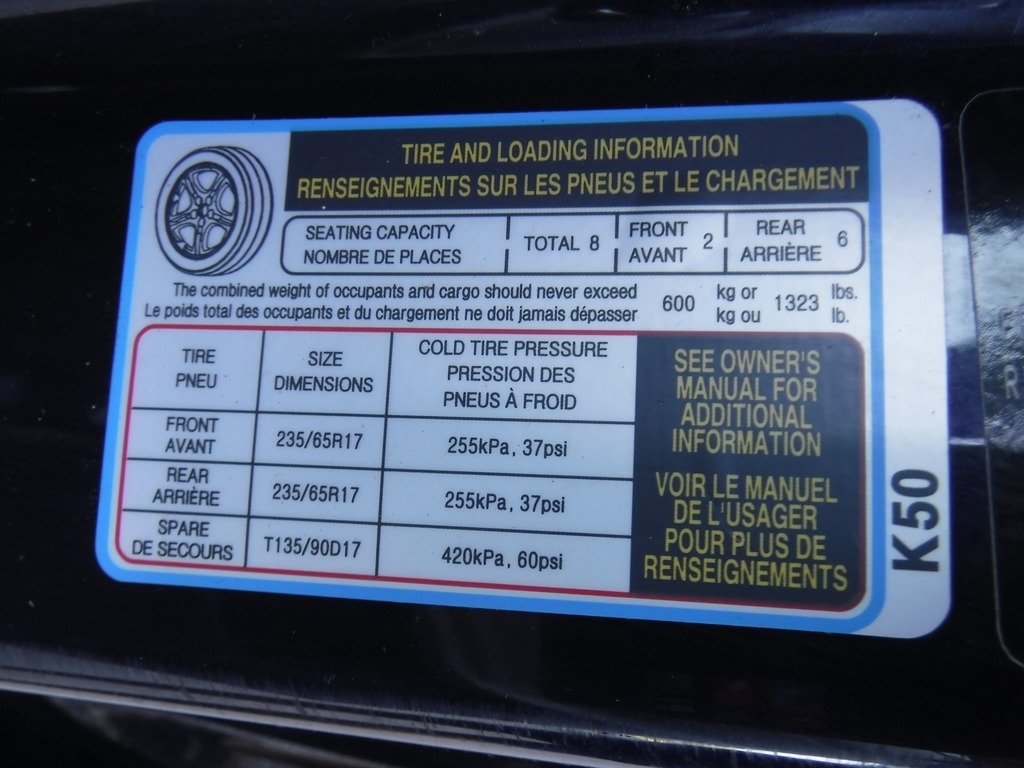 TIRE AND LOADING INFORMATION
RENSEIGNEMENTS SUR LES PNEUS ET LE CHARGEMENT
SEATING CAPACITY
NOMBRE DE PLACES
TOTAL 8
FRONT
AVANT 2
REAR
ARRIÈRE 6
The combined weight of occupants and cargo should never exceed
Le poids total des occupants et du chargement ne doit jamais dépasser
600
kg or
kg ou
1323
lbs.
lb.
TIRE
PNEU
SIZE
DIMENSIONS
COLD TIRE PRESSURE
PRESSION DES
PNEUS À FROID
FRONT
AVANT
235/65R17
255kPa, 37psi
REAR
ARRIÈRE
235/65R17
255kPa, 37psi
SPARE
DE SECOURS
T135/90D17
420kPa, 60psi
SEE OWNER'S
MANUAL FOR
ADDITIONAL
INFORMATION
VOIR LE MANUEL
DE L'USAGER
POUR PLUS DE
RENSEIGNEMENTS
K50
R